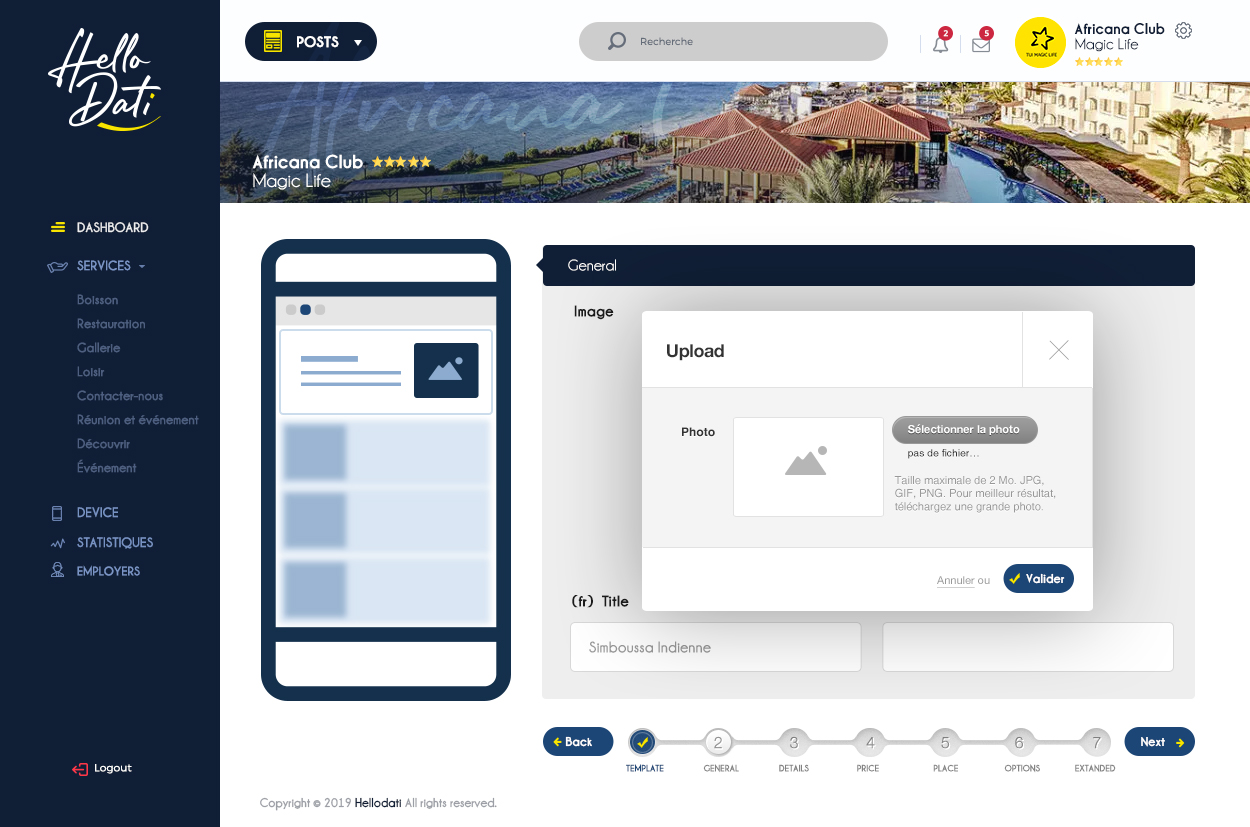 Hello
Dati
POSTS
Recherche
2
5
TUI MAGIC LIFE
Africana Club
Magic Life
Africana C
Africana Club
Magic Life
DASHBOARD
SERVICES
Boisson
Restauration
Gallerie
Loisir
Contacter-nous
Réunion et événement
Découvrir
Événement
DEVICE
STATISTIQUES
EMPLOYERS
Logout
General
Image
Upload
Photo
Sélectionner la photo
pas de fichier...
Taille maximale de 2 Mo. JPG,
GIF, PNG. Pour meilleur résultat,
téléchargez une grande photo.
Annuler ou
Valider
(fr) Title
Simboussa Indienne
Back
2
3
4
5
6
7
Next
TEMPLATE
GENERAL
DETAILS
PRICE
PLACE
OPTIONS
EXTANDED
Copyright © 2019 Hellodati All rights reserved.